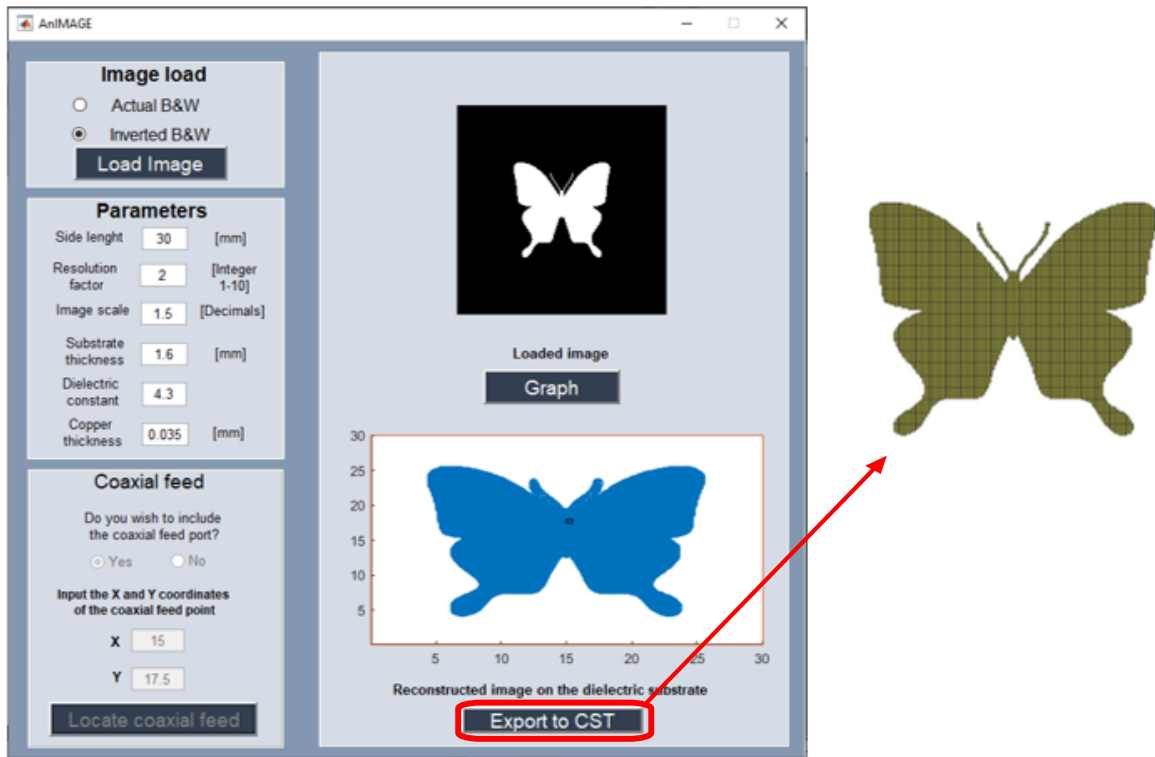 AnIMAGE
Image load
Actual B&W
Inverted B&W
Load Image
Parameters
Side lenght 30 [mm]
Resolution
factor
2
[Integer
1-10]
Image scale 1.5 [Decimals]
Substrate
thickness
1.6 [mm]
Dielectric
constant
4.3
Copper
thickness
0.035 [mm]
Coaxial feed
Do you wish to include
the coaxial feed port?
Yes No
Input the X and Y coordinates
of the coaxial feed point
X 15
Y 17.5
Locate coaxial feed
Loaded image
Graph
30
25
20
15
10
5
5 10 15 20 25 30
Reconstructed image on the dielectric substrate
Export to CST